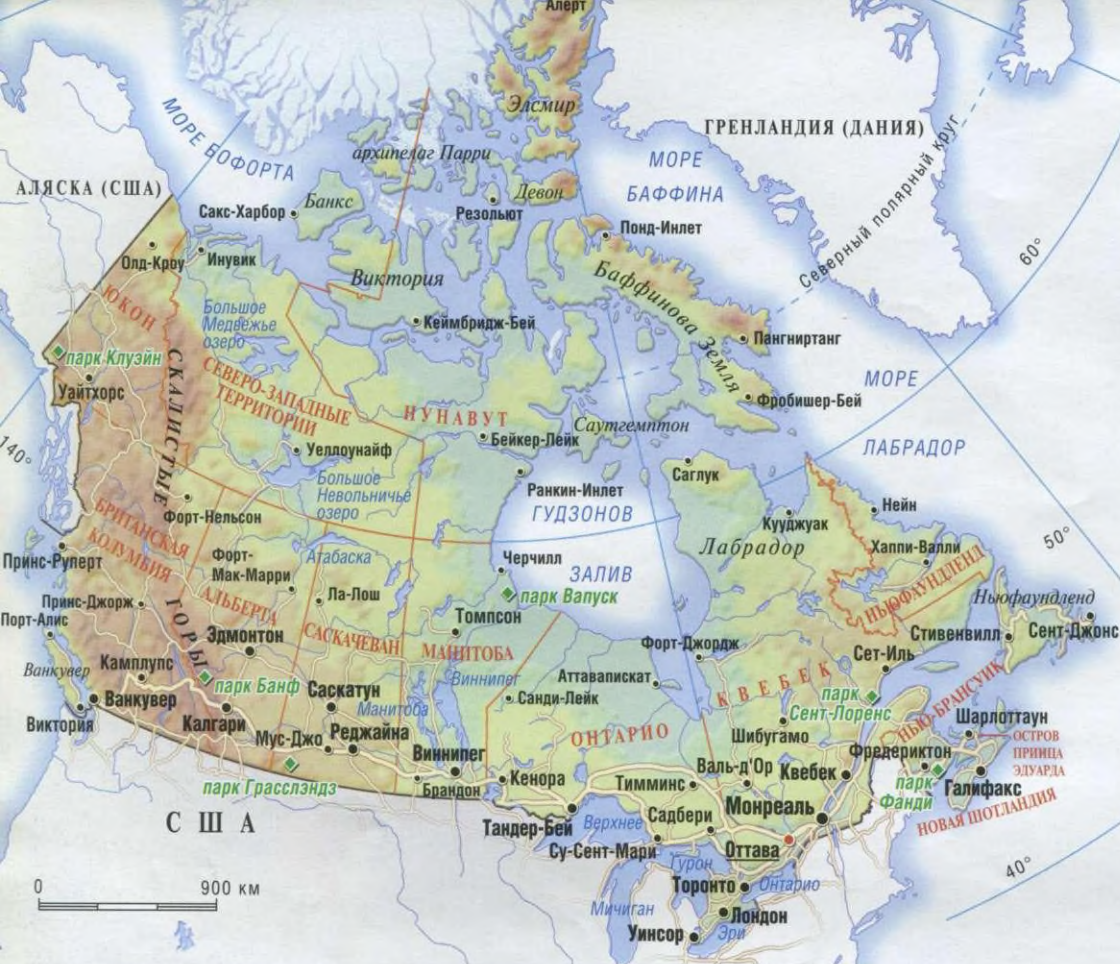 Алерт
Элсмир
МОРЕ БОФОРТА
ГРЕНЛАНДИЯ (ДАНИЯ)
Северный полярный круг
архипелаг Парри
МОРЕ
БАФФИНА
АЛЯСКА (США)
Девон
Банкс
Сакс-Харбор
Резольют
Понд-Инлет
60°
Олд-Кроу
Инувик
Виктория
Баффинова Земля
ЮКОН
Большое
Медвежье
озеро
Кеймбридж-Бей
Пангниртанг
парк Клуэйн
СКАЛИСТЫЕ ГОРЫ
СЕВЕРО-ЗАПАДНЫЕ
ТЕРРИТОРИИ
МОРЕ
ЛАБРАДОР
Уайтхорс
НУНАВУТ
Фробишер-Бей
Саутгемптон
Бейкер-Лейк
140°
Уеллоунайф
Саглук
Большое
Невольничье
озеро
Ранкин-Инлет
ГУДЗОНОВ
ЗАЛИВ
Нейн
Форт-Нельсон
Кууджуак
БРИТАНСКАЯ
КОЛУМБИЯ
50°
Лабрадор
Хаппи-Валли
Принс-Руперт
Форт-
Мак-Марри
Атабаска
Черчилл
НЬЮФАУНДЛЕНД
парк Вапуск
Ла-Лош
Принс-Джорж
АЛЬБЕРТА
Ньюфаундленд
Порт-Алис
Томпсон
Эдмонтон
САСКАЧЕВАН
МАНИТОБА
Форт-Джордж
Стивенвилл
Сент-Джонс
Ванкувер
Камплупс
Сет-Иль
Виннипег
Аттавапискат
парк Банф
Саскатун
КВЕБЕК
парк
Сент-Лоренс
НЬЮ-БРАНСУИК
Ванкувер
Санди-Лейк
Манитоба
Виктория
Калгари
Шарлоттаун
Мус-Джо
Реджайна
ОНТАРИО
Шибугамо
ОСТРОВ
ПРИИЦА
ЭДУАРДА
Виннипег
Фредериктон
Валь-д'Ор
Квебек
парк Грасслэндз
Брандон
Кенора
Тимминс
парк
Фанди
Галифакс
НОВАЯ ШОТЛАНДИЯ
США
Тандер-Бей
Верхнее
Садбери
Монреаль
Су-Сент-Мари
Оттава
40°
Гурон
0 900 км
Торонто
Онтарио
Мичиган
Лондон
Уинсор
Эри